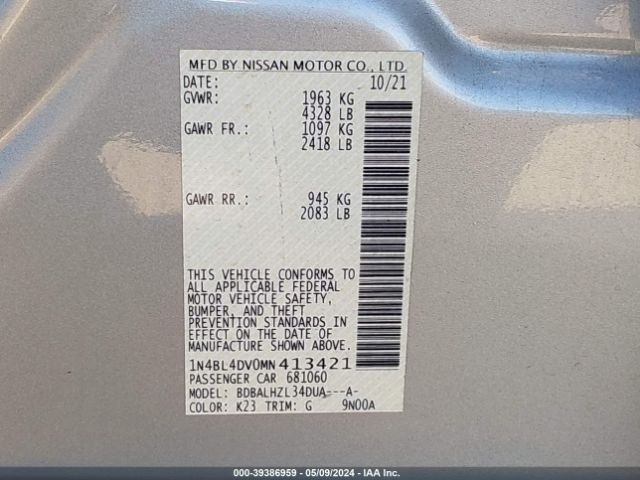 MFD BY NISSAN MOTOR CO., LTD.
DATE: 10/21
GVWR: 1963 KG
4328 LB
GAWR FR.: 1097 KG
2418 LB
GAWR RR.: 945 KG
2083 LB
THIS VEHICLE CONFORMS TO
ALL APPLICABLE FEDERAL
MOTOR VEHICLE SAFETY,
BUMPER, AND THEFT
PREVENTION STANDARDS IN
EFFECT ON THE DATE OF
MANUFACTURE SHOWN ABOVE.
1N4BL4DV0MN413421
PASSENGER CAR 681060
MODEL: BDBALHZL34DUA---A-
COLOR: K23 TRIM: G 9N00A
000-39386959 - 05/09/2024 - IAA Inc.